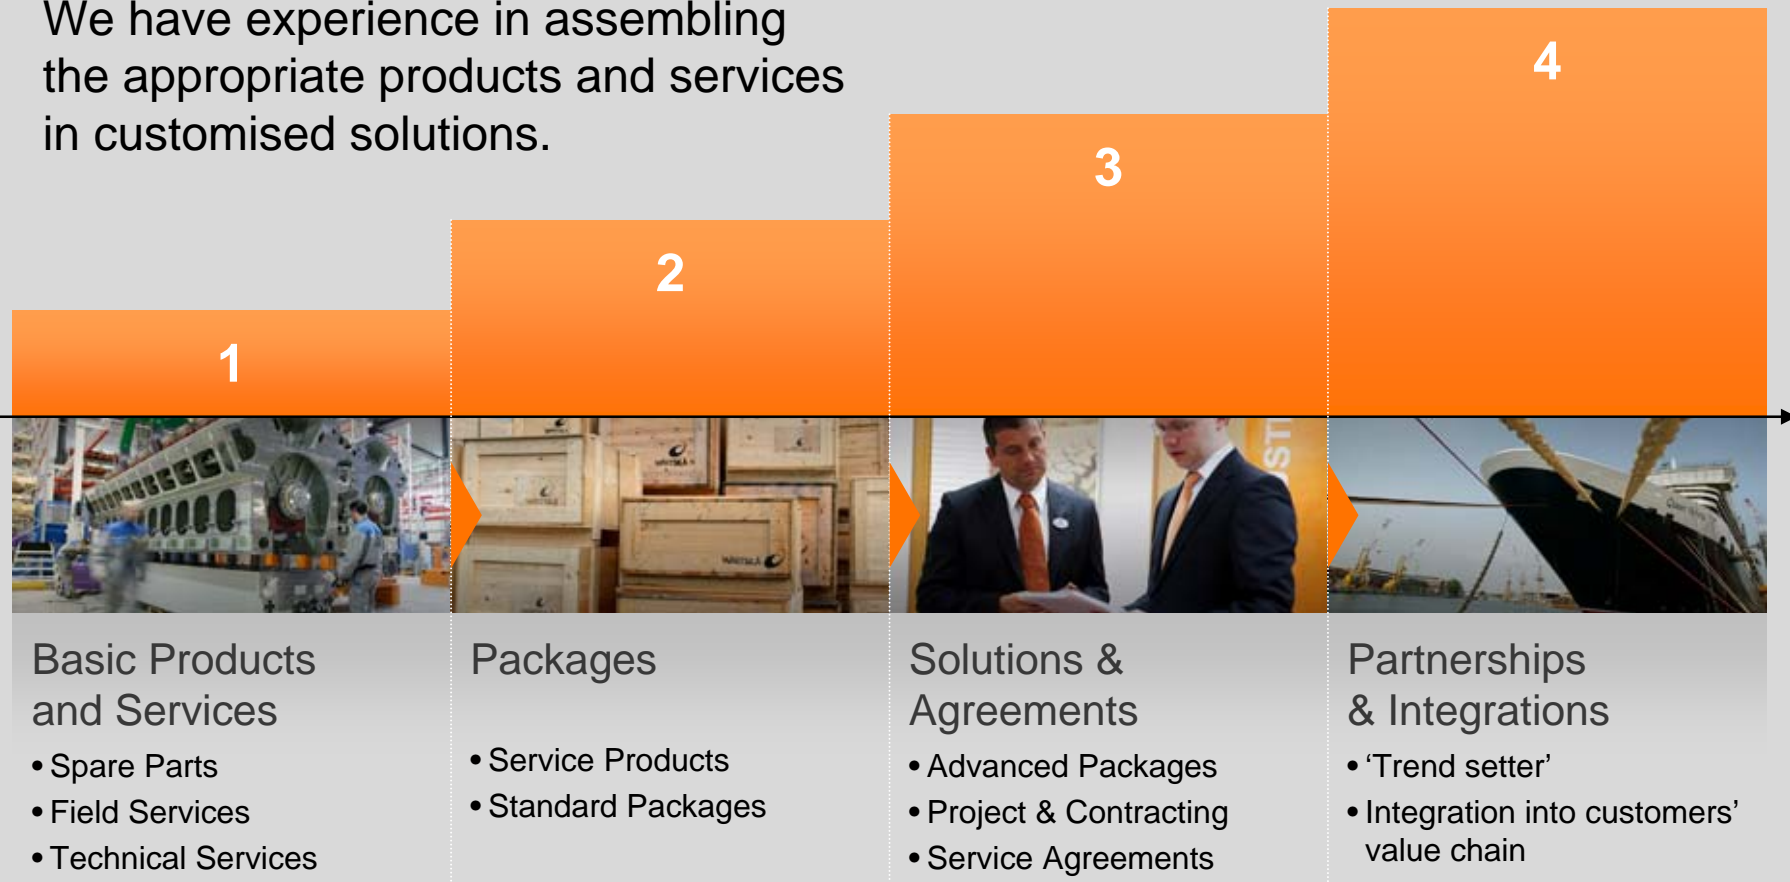 We have experience in assembling
the appropriate products and services
in customised solutions.
1
2
3
4
WÄRTSILÄ
WÄRTSILÄ
Basic Products
and Services
• Spare Parts
• Field Services
• Technical Services
Packages
• Service Products
• Standard Packages
Solutions &
Agreements
• Advanced Packages
• Project & Contracting
• Service Agreements
Partnerships
& Integrations
• ‘Trend setter’
• Integration into customers’
value chain